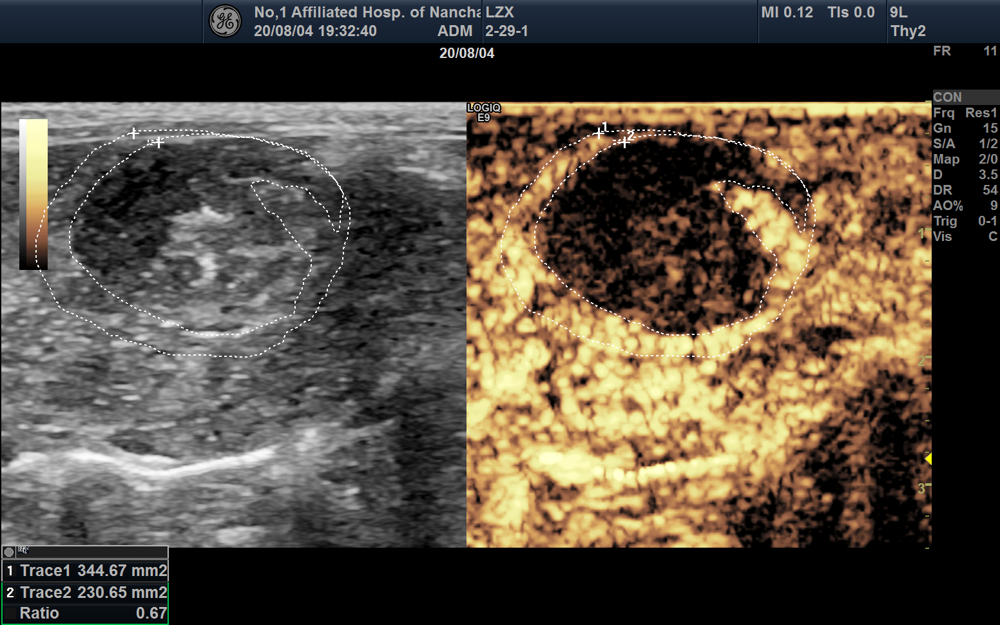 No,1 Affiliated Hosp. of Nancha
LZX
MI 0.12 TIs 0.0
9L
20/08/04 19:32:40 ADM
2-29-1
Thy2
20/08/04
FR 11
CON
Frq Res1
Gn 15
S/A 1/2
Map 2/0
D 3.5
DR 54
AO% 9
Trig 0-1
Vis C
LOGIQ
E9
1
2
1
2
3
1 Trace1 344.67 mm2
2 Trace2 230.65 mm2
Ratio 0.67